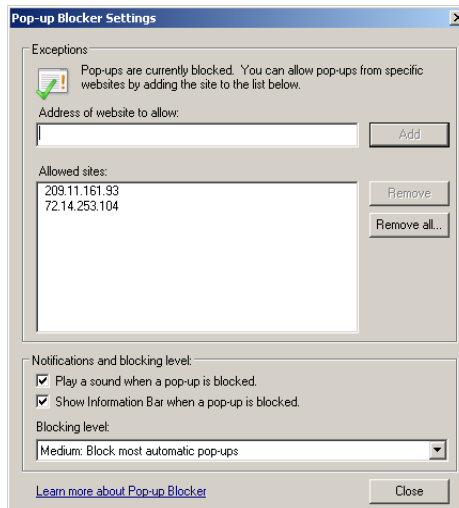 Pop-up Blocker Settings
Exceptions
Pop-ups are currently blocked. You can allow pop-ups from specific
websites by adding the site to the list below.
Address of website to allow:
Add
Allowed sites:
209.11.161.93
72.14.253.104
Remove
Remove all...
Notifications and blocking level:
Play a sound when a pop-up is blocked.
Show Information Bar when a pop-up is blocked.
Blocking level:
Medium: Block most automatic pop-ups
Learn more about Pop-up Blocker
Close